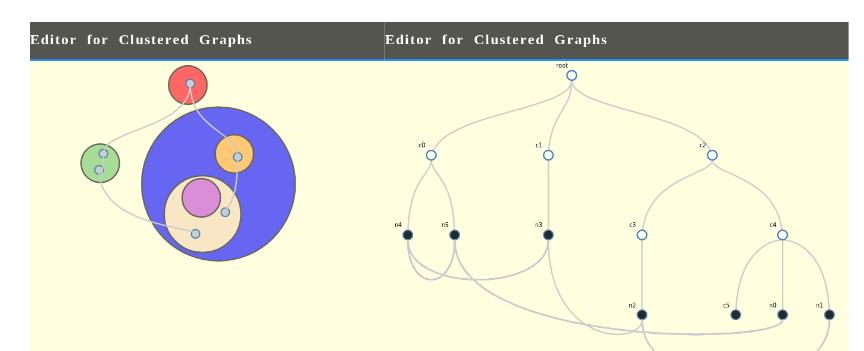 Editor for Clustered Graphs
Editor for Clustered Graphs
root
c0
c1
c2
n4
n5
n3
c3
c4
n2
c5
n0
n1